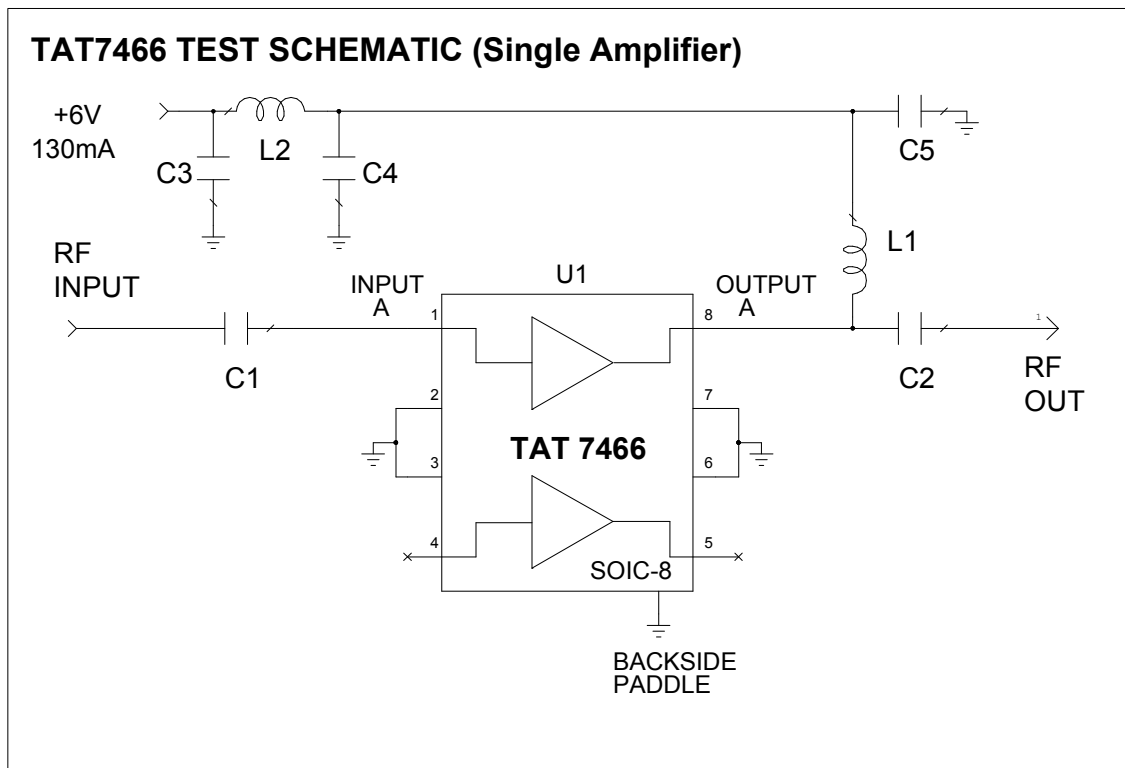 TAT7466 TEST SCHEMATIC (Single Amplifier)
+6V
130mA
C3
L2
C4
C5
L1
RF
INPUT
C1
INPUT
A
U1
OUTPUT
A
1
8
1
C2
RF
OUT
2
7
TAT 7466
3
6
4
5
SOIC-8
BACKSIDE
PADDLE